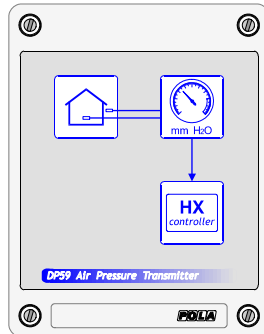 mm H₂O
HX
controller
DP59 Air Pressure Transmitter
POLA